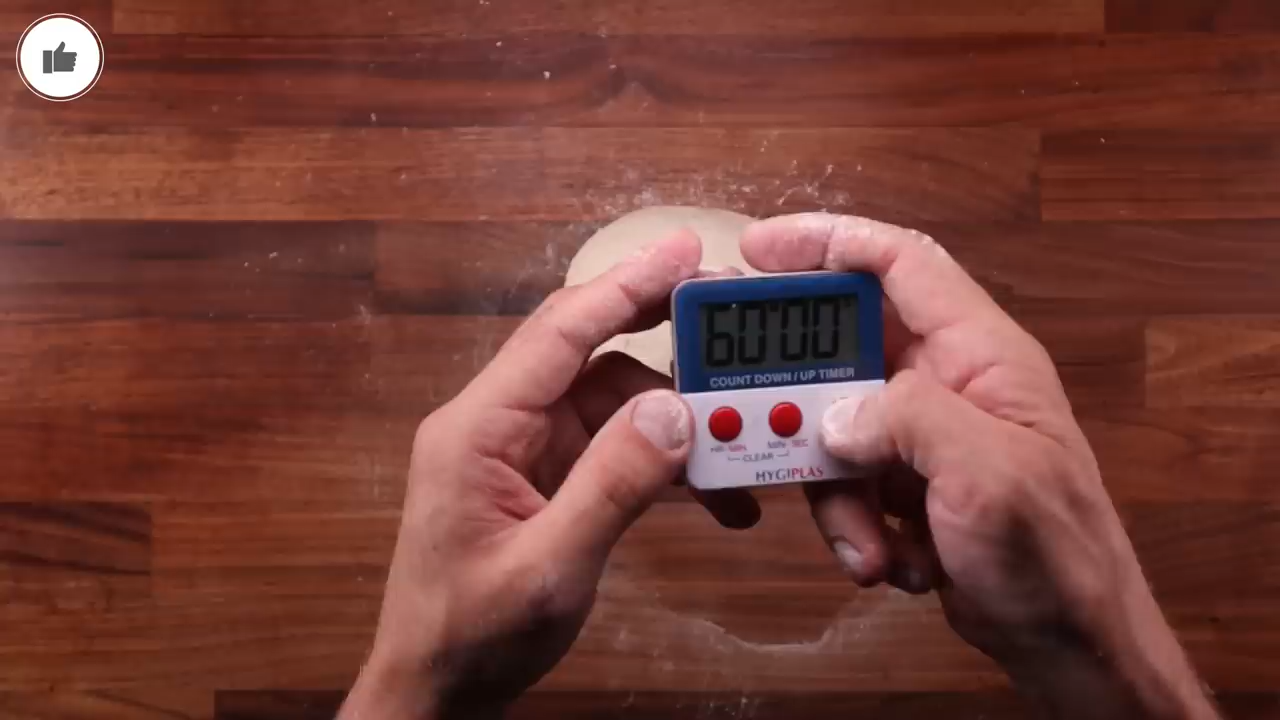 60'00"
COUNT DOWN / UP TIMER
HR-MIN MIN-SEC
CLEAR
HYGIPLAS